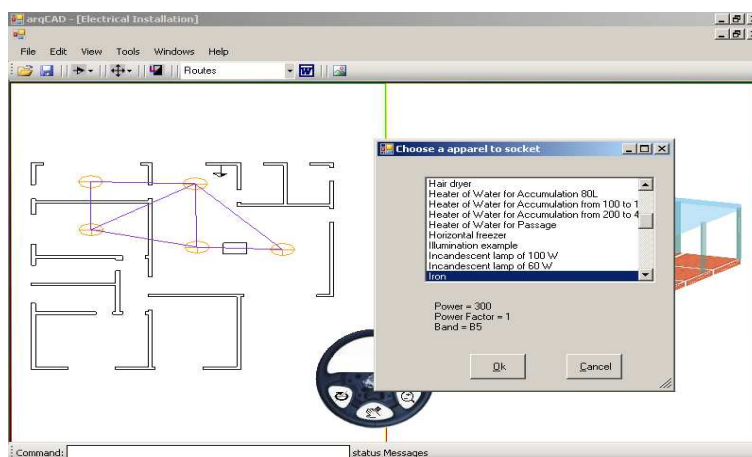 arqCAD - [Electrical Installation]
File Edit View Tools Windows Help
Routes
Choose a apparel to socket
Hair dryer
Heater of Water for Accumulation 80L
Heater of Water for Accumulation from 100 to 1
Heater of Water for Accumulation from 200 to 4
Heater of Water for Passage
Horizontal freezer
Illumination example
Incandescent lamp of 100 W
Incandescent lamp of 60 W
Iron
Power = 300
Power Factor = 1
Band = B5
Ok Cancel
Command: status Messages